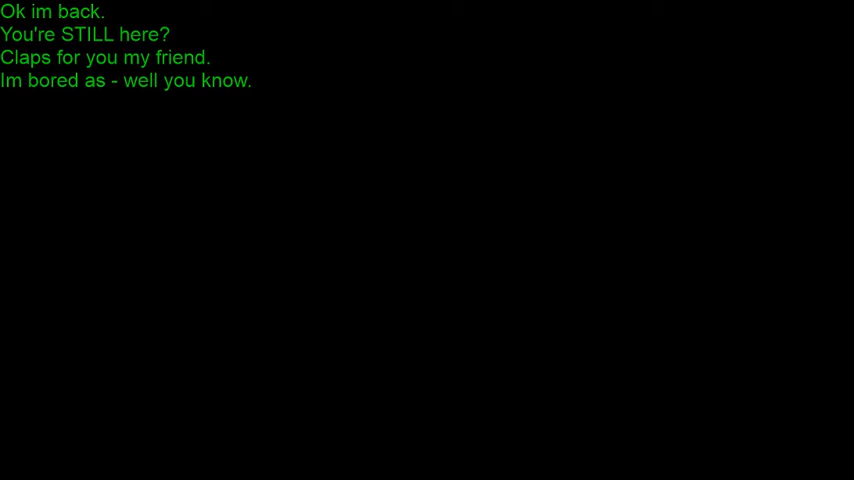 Ok im back.
You're STILL here?
Claps for you my friend.
Im bored as - well you know.